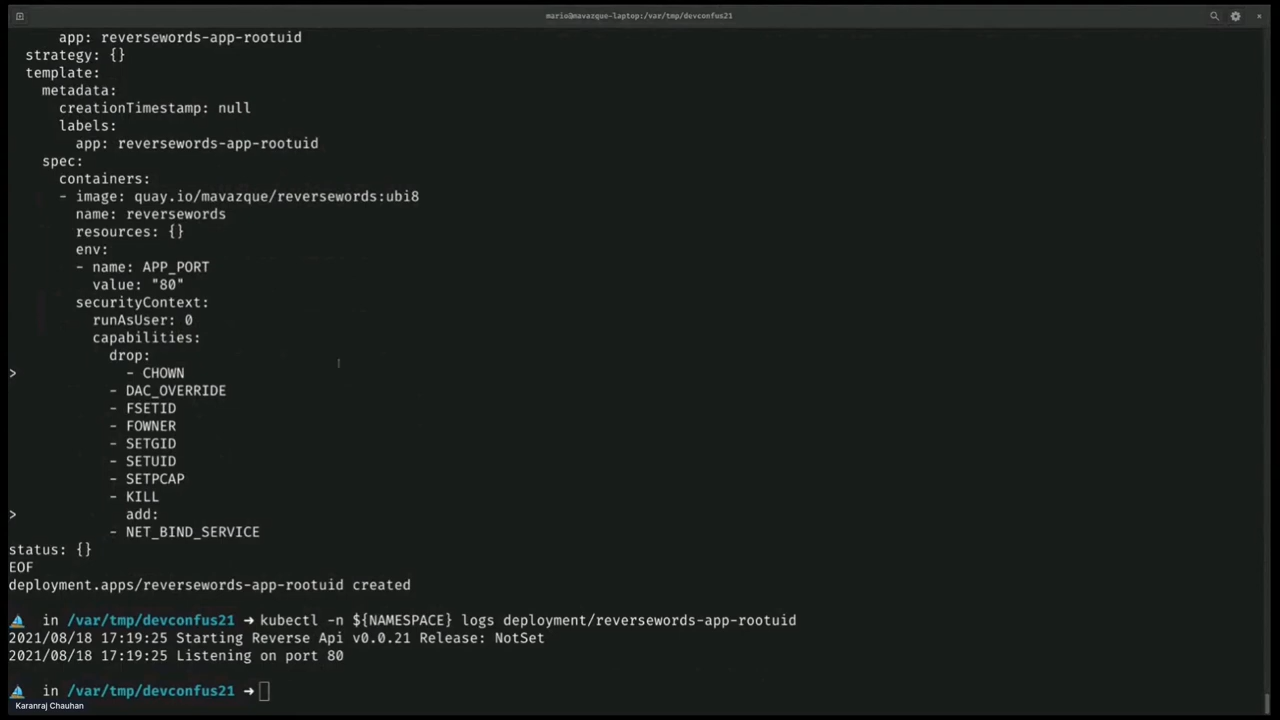 mario@mavazque-laptop:/var/tmp/devconfus21
app: reversewords-app-rootuid
strategy: {}
template:
metadata:
creationTimestamp: null
labels:
app: reversewords-app-rootuid
spec:
containers:
- image: quay.io/mavazque/reversewords:ubi8
name: reversewords
resources: {}
env:
- name: APP_PORT
value: "80"
securityContext:
runAsUser: 0
capabilities:
drop:
> - CHOWN
- DAC_OVERRIDE
- FSETID
- FOWNER
- SETGID
- SETUID
- SETPCAP
- KILL
> add:
- NET_BIND_SERVICE
status: {}
EOF
deployment.apps/reversewords-app-rootuid created
in /var/tmp/devconfus21 ➜ kubectl -n ${NAMESPACE} logs deployment/reversewords-app-rootuid
2021/08/18 17:19:25 Starting Reverse Api v0.0.21 Release: NotSet
2021/08/18 17:19:25 Listening on port 80
in /var/tmp/devconfus21 ➜
Karanraj Chauhan